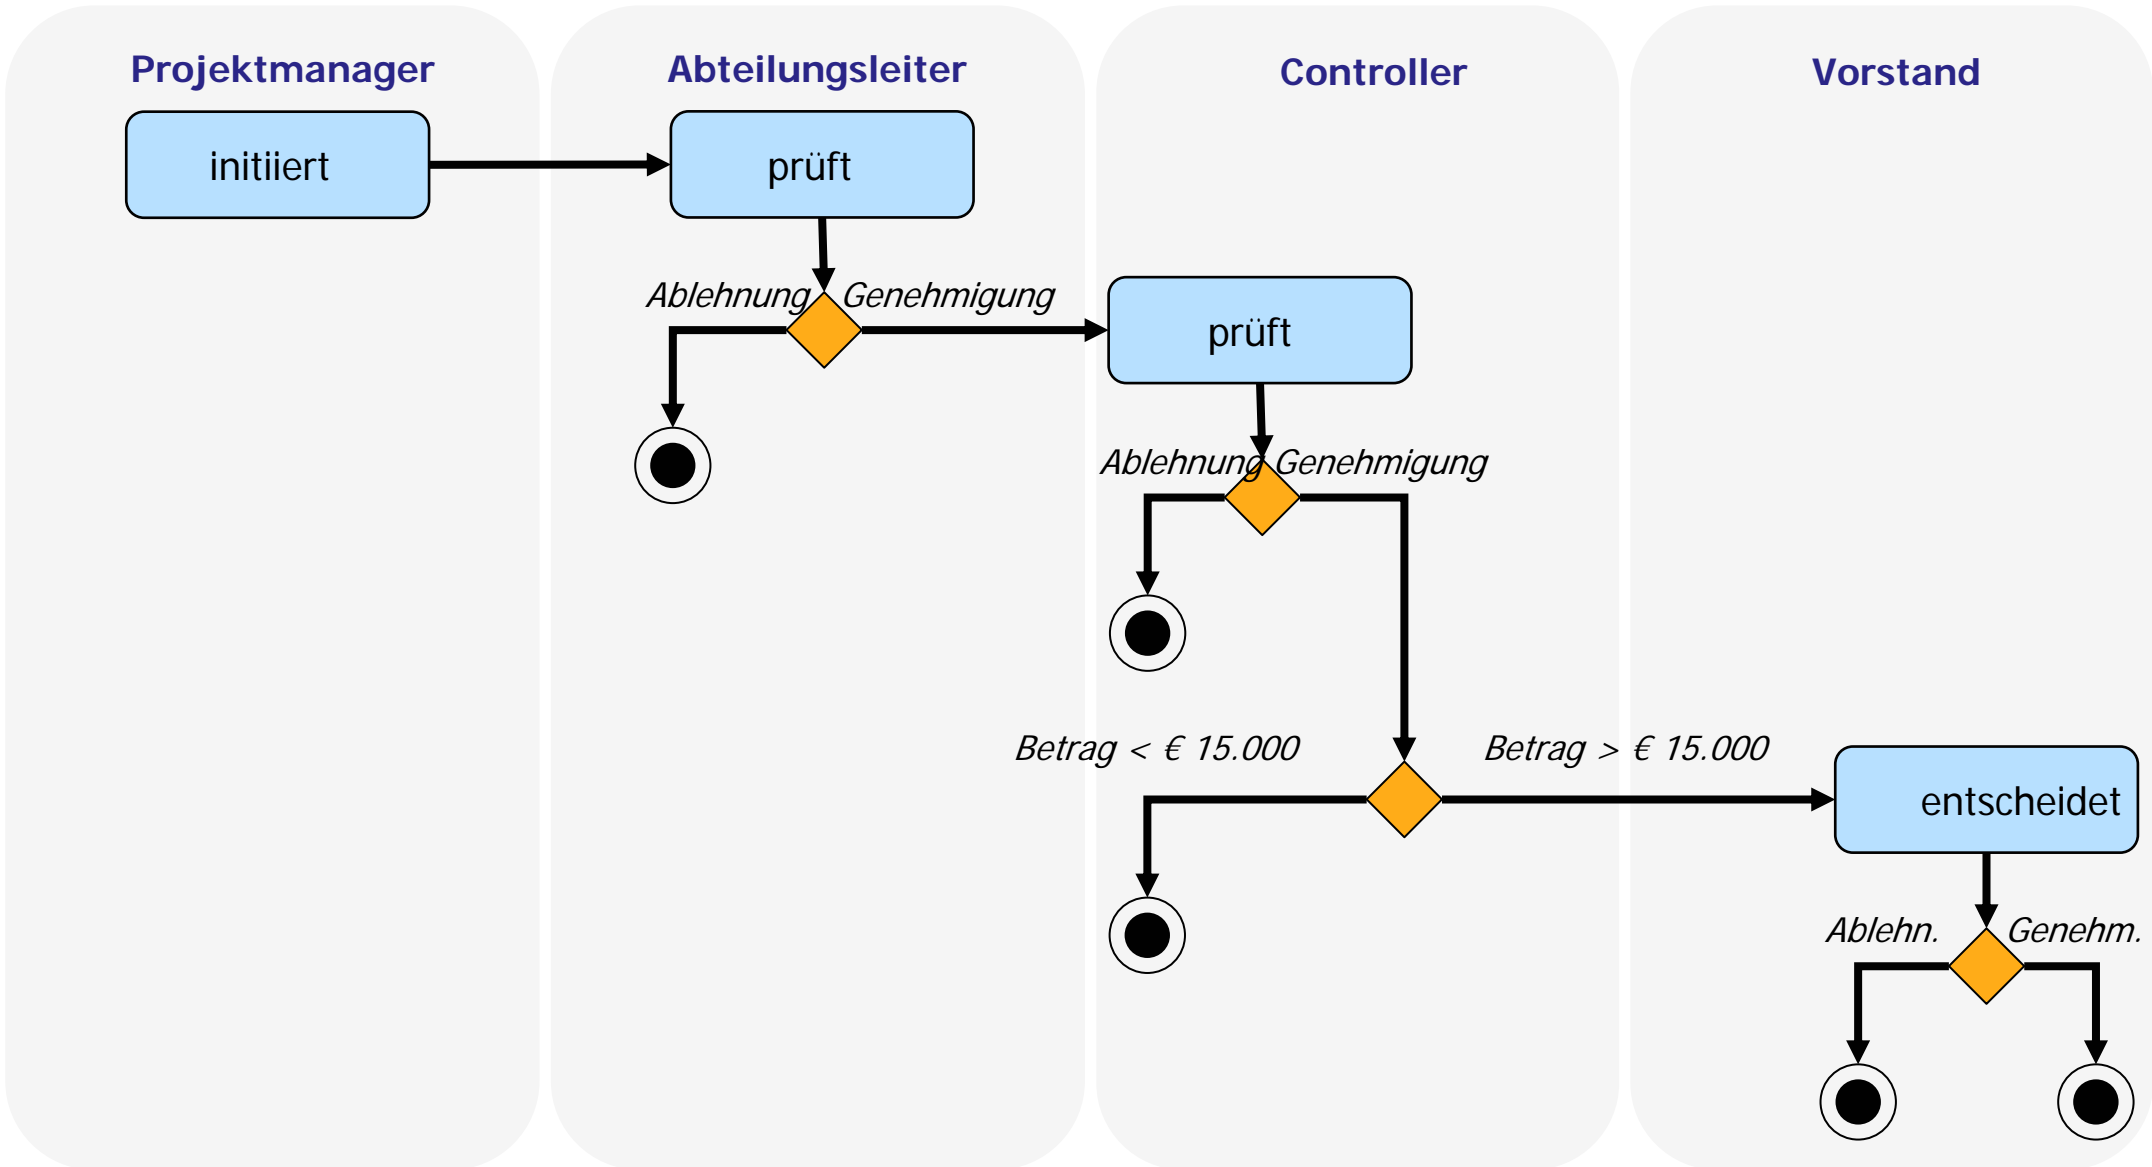 Projektmanager
Abteilungsleiter
Controller
Vorstand
initiiert
prüft
Ablehnung
Genehmigung
prüft
Ablehnung
Genehmigung
Betrag < € 15.000
Betrag > € 15.000
entscheidet
Ablehn.
Genehm.